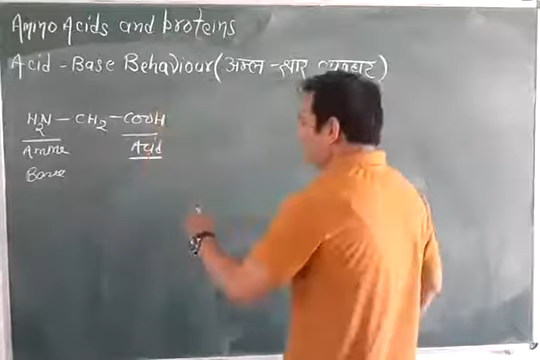 Amino Acids and proteins
Acid - Base Behaviour (अम्ल - क्षार व्यवहार)
H2N - CH2 - COOH
Amine Acid
Base